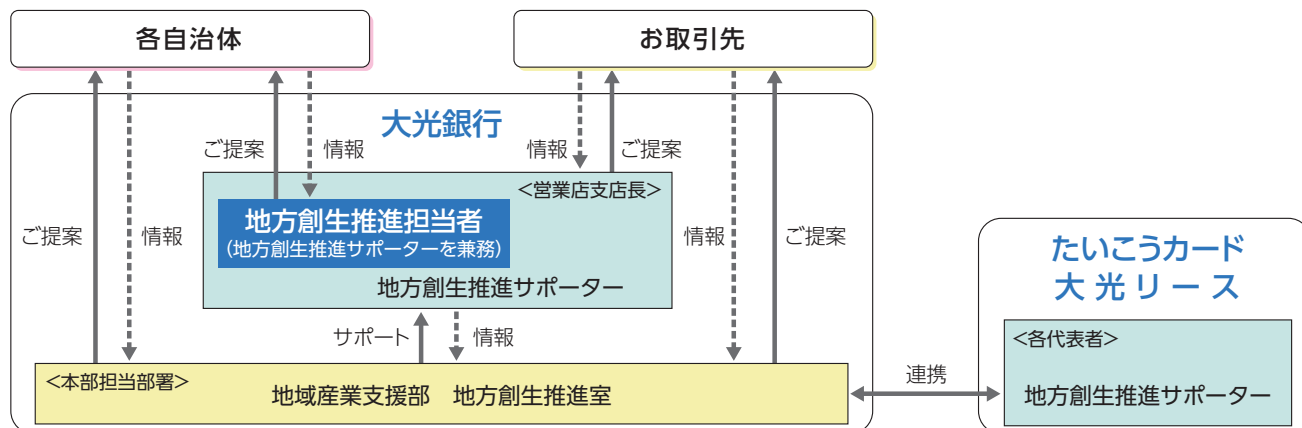 各自治体
お取引先
大光銀行
ご提案
情報
情報
ご提案
<営業店支店長>
地方創生推進担当者
(地方創生推進サポーターを兼務)
地方創生推進サポーター
ご提案
情報
情報
ご提案
サポート
情報
<本部担当部署>
地域産業支援部 地方創生推進室
連携
たいこうカード
大光リース
<各代表者>
地方創生推進サポーター